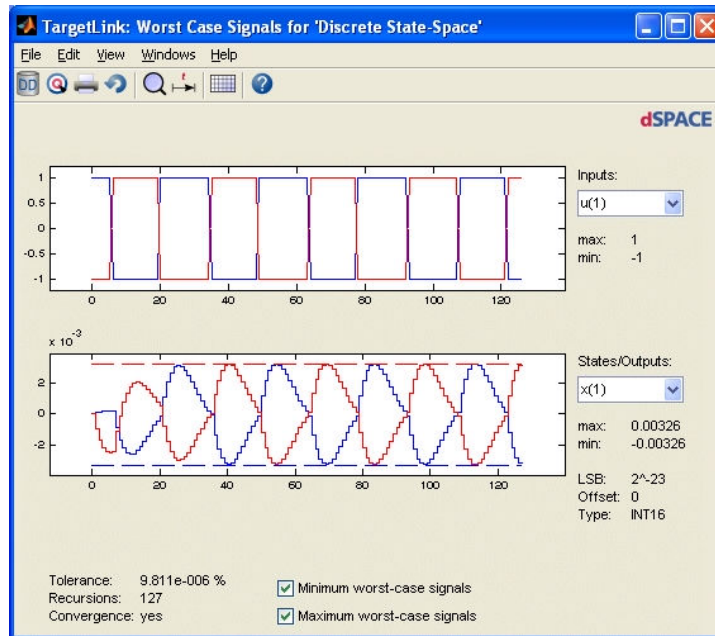 TargetLink: Worst Case Signals for 'Discrete State-Space'
File Edit View Windows Help
DD
dSPACE
Inputs:
u(1)
max: 1
min: -1
1
0.5
0
-0.5
-1
0 20 40 60 80 100 120
x 10^-3
2
0
-2
0 20 40 60 80 100 120
States/Outputs:
x(1)
max: 0.00326
min: -0.00326
LSB: 2^-23
Offset: 0
Type: INT16
Tolerance: 9.811e-006 %
Recursions: 127
Convergence: yes
Minimum worst-case signals
Maximum worst-case signals